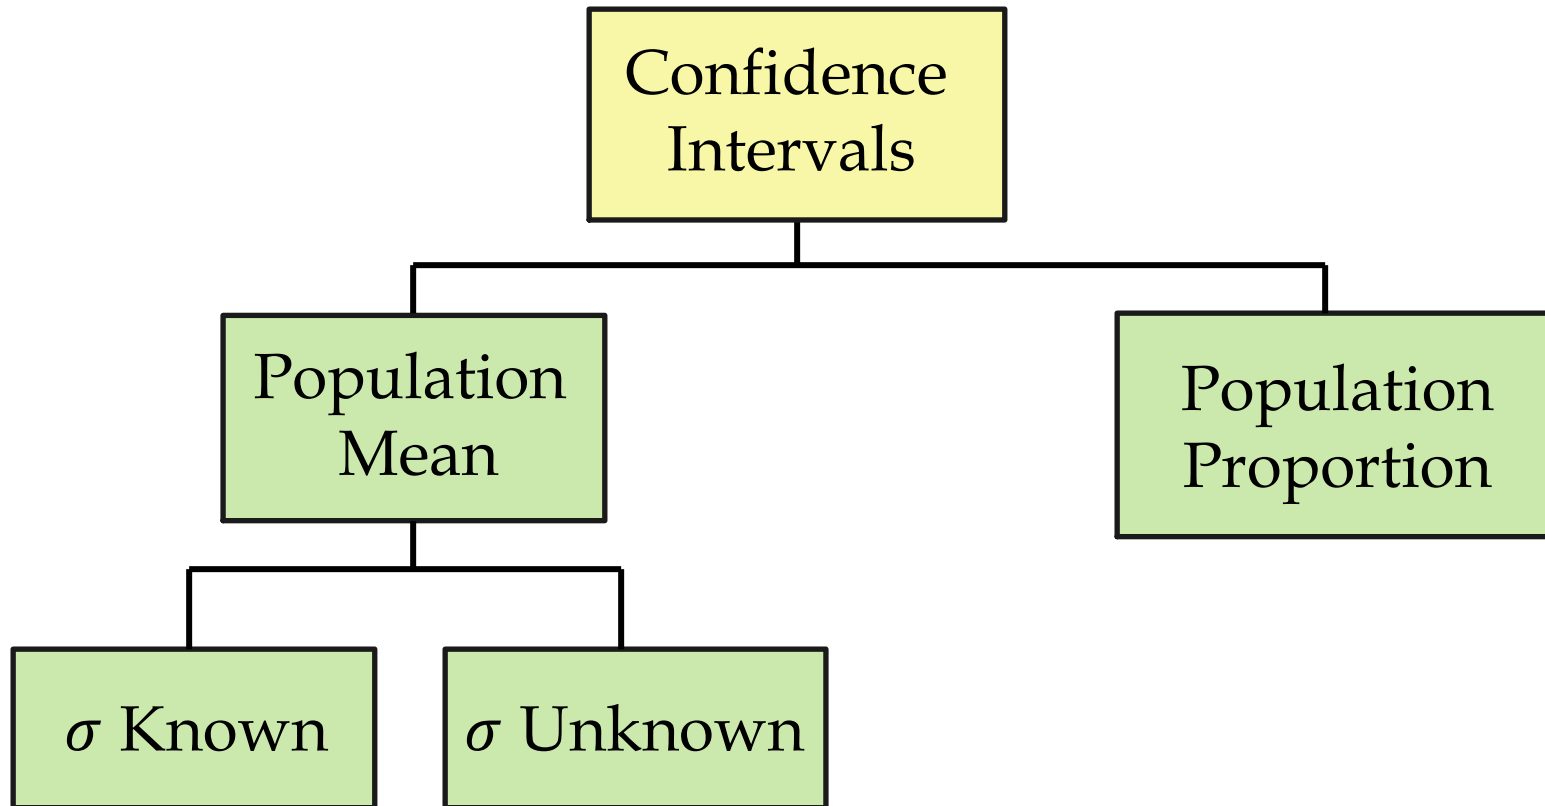 Confidence
Intervals
Population
Mean
Population
Proportion
σ Known
σ Unknown